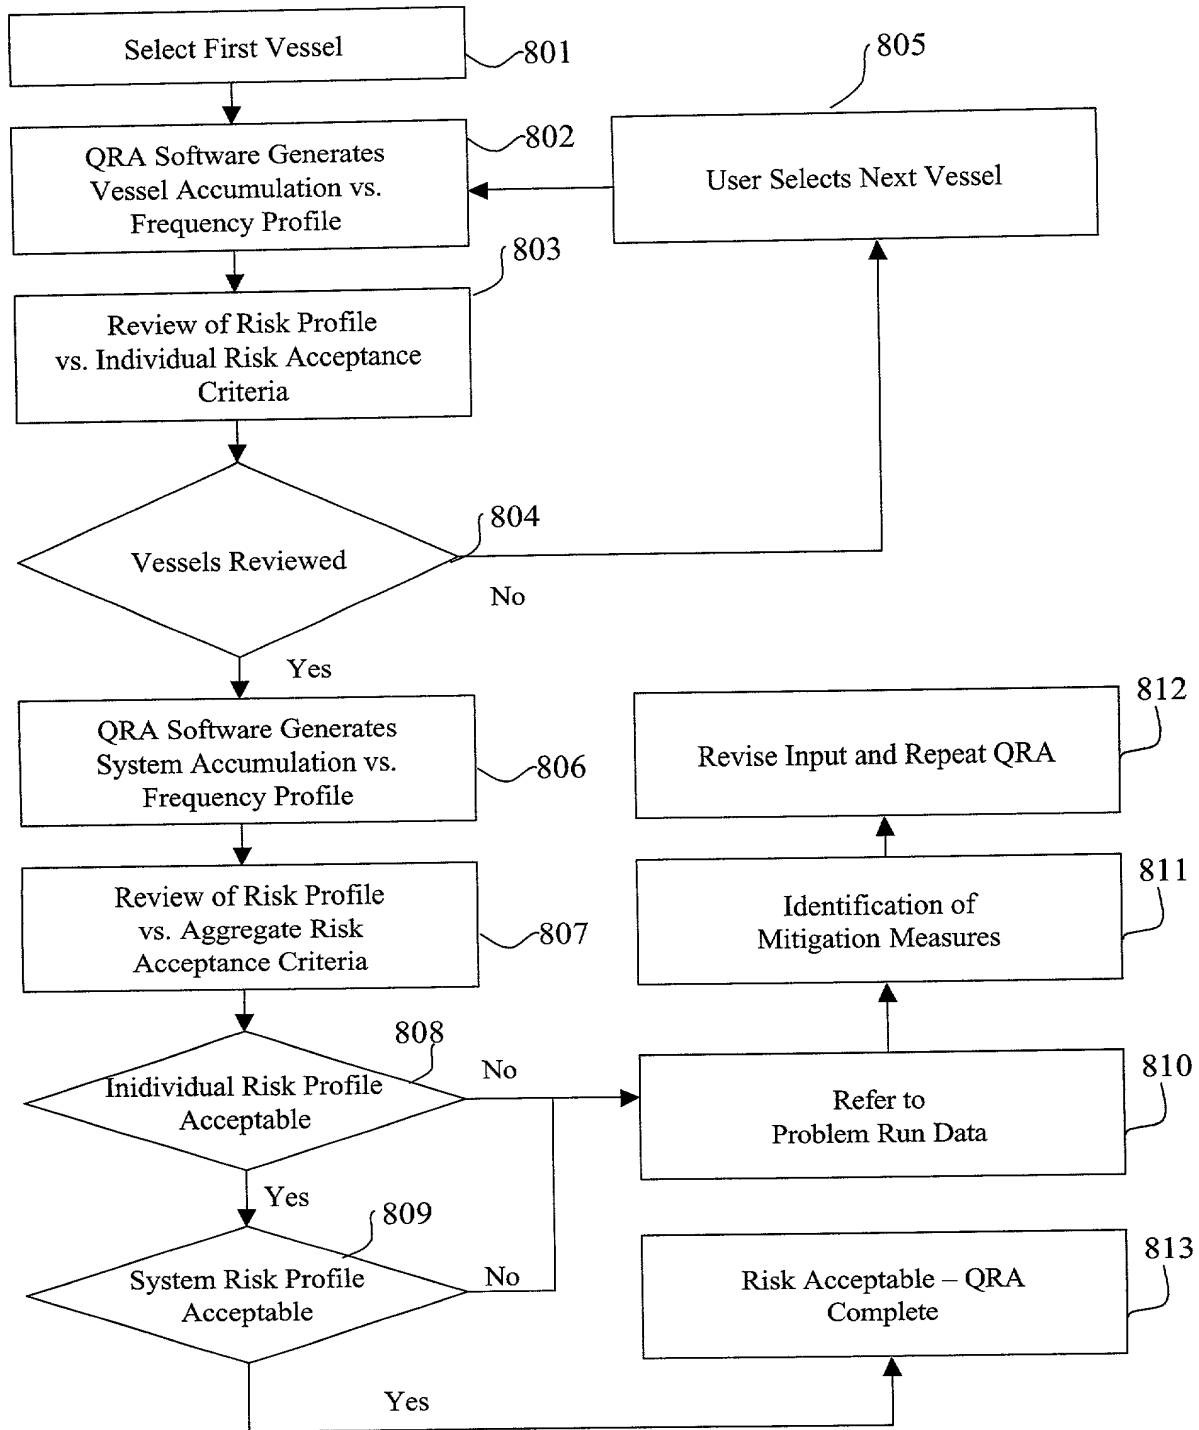 Select First Vessel
801
805
QRA Software Generates
Vessel Accumulation vs.
Frequency Profile
802
User Selects Next Vessel
803
Review of Risk Profile
vs. Individual Risk Acceptance
Criteria
804
Vessels Reviewed
No
Yes
812
QRA Software Generates
System Accumulation vs.
Frequency Profile
806
Revise Input and Repeat QRA
811
Review of Risk Profile
vs. Aggregate Risk
Acceptance Criteria
807
Identification of
Mitigation Measures
808
Inidividual Risk Profile
Acceptable
No
810
Refer to
Problem Run Data
Yes
809
System Risk Profile
Acceptable
No
813
Risk Acceptable – QRA
Complete
Yes